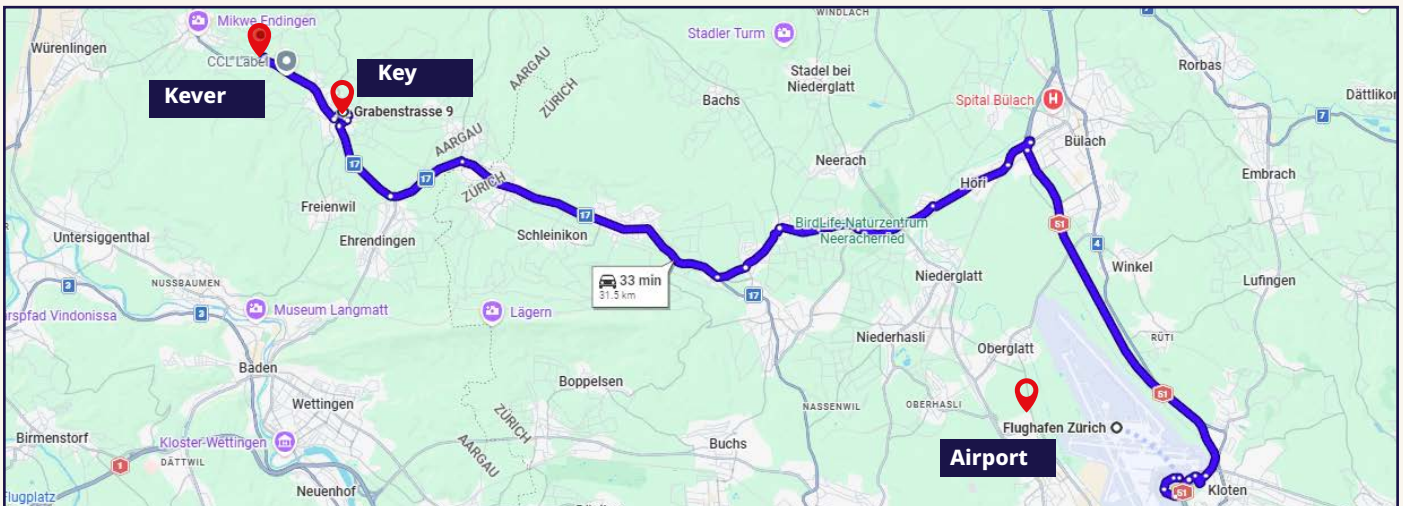 WINDLACH
Mikwe Endingen
Stadler Turm
Würenlingen
CCL Label
Key
AARGAU
ZÜRICH
Stadel bei
Niederglatt
Rorbas
Kever
Grabenstrasse 9
Bachs
Spital Bülach
H
Dättlikon
7
AARGAU
Bülach
17
17
ZÜRICH
Neerach
Höri
Embrach
Freienwil
17
Schleinikon
BirdLife-Naturzentrum
Neeracherried
51
Untersiggenthal
Ehrendingen
4
33 min
31.5 km
Niederglatt
Winkel
Lufingen
3
NUSSBAUMEN
17
arspfad Vindonissa
3
Museum Langmatt
Lägern
Niederhasli
RÜTI
Oberglatt
Baden
Boppelsen
51
Wettingen
NASSENWIL
OBERHASLI
ZÜRICH
Birmenstorf
Kloster Wettingen
Buchs
Flughafen Zürich
AARGAU
Airport
1
DÄTTWIL
Flugplatz
Neuenhof
51
Kloten